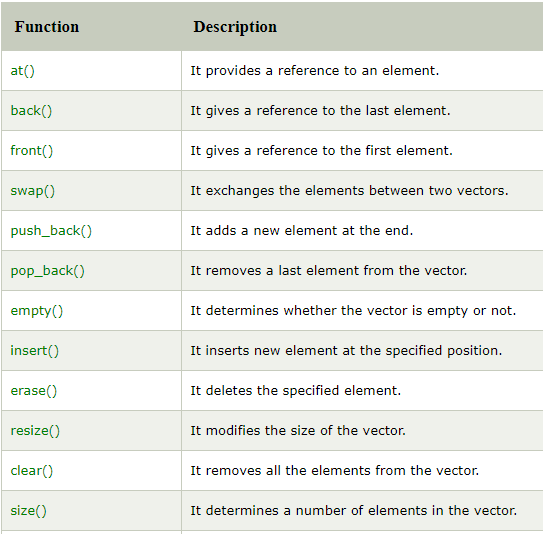 Function Description
at() It provides a reference to an element.
back() It gives a reference to the last element.
front() It gives a reference to the first element.
swap() It exchanges the elements between two vectors.
push_back() It adds a new element at the end.
pop_back() It removes a last element from the vector.
empty() It determines whether the vector is empty or not.
insert() It inserts new element at the specified position.
erase() It deletes the specified element.
resize() It modifies the size of the vector.
clear() It removes all the elements from the vector.
size() It determines a number of elements in the vector.